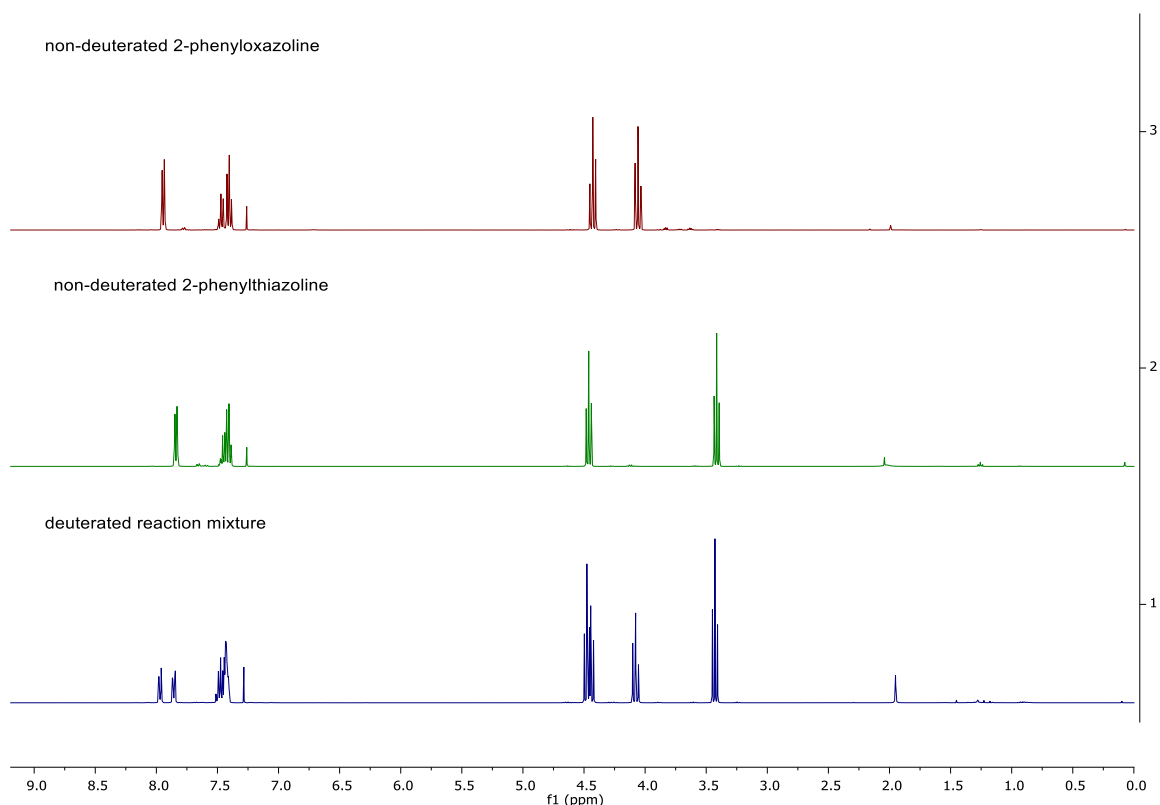 non-deuterated 2-phenyloxazoline
3
non-deuterated 2-phenylthiazoline
2
deuterated reaction mixture
1
9.0 8.5 8.0 7.5 7.0 6.5 6.0 5.5 5.0 4.5 4.0 3.5 3.0 2.5 2.0 1.5 1.0 0.5 0.0
f1 (ppm)